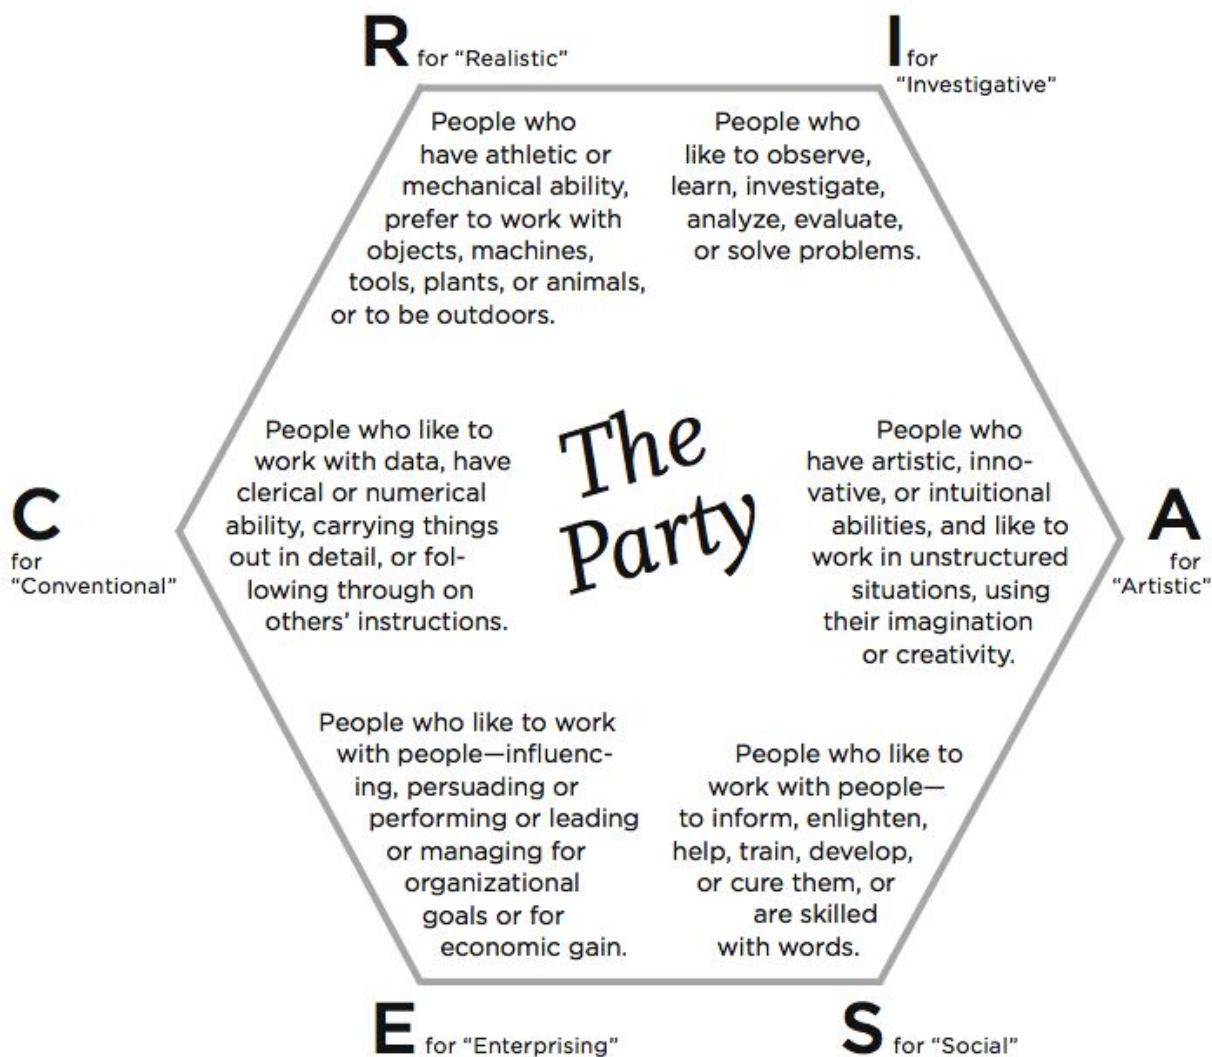 R for “Realistic”
I for
“Investigative”
People who
have athletic or
mechanical ability,
prefer to work with
objects, machines,
tools, plants, or animals,
or to be outdoors.
People who
like to observe,
learn, investigate,
analyze, evaluate,
or solve problems.
C
for
“Conventional”
People who like to
work with data, have
clerical or numerical
ability, carrying things
out in detail, or fol-
lowing through on
others’ instructions.
The
Party
People who
have artistic, inno-
vative, or intuitional
abilities, and like to
work in unstructured
situations, using
their imagination
or creativity.
A
for
“Artistic”
People who like to work
with people—influenc-
ing, persuading or
performing or leading
or managing for
organizational
goals or for
economic gain.
People who like to
work with people—
to inform, enlighten,
help, train, develop,
or cure them, or
are skilled
with words.
E for “Enterprising”
S for “Social”